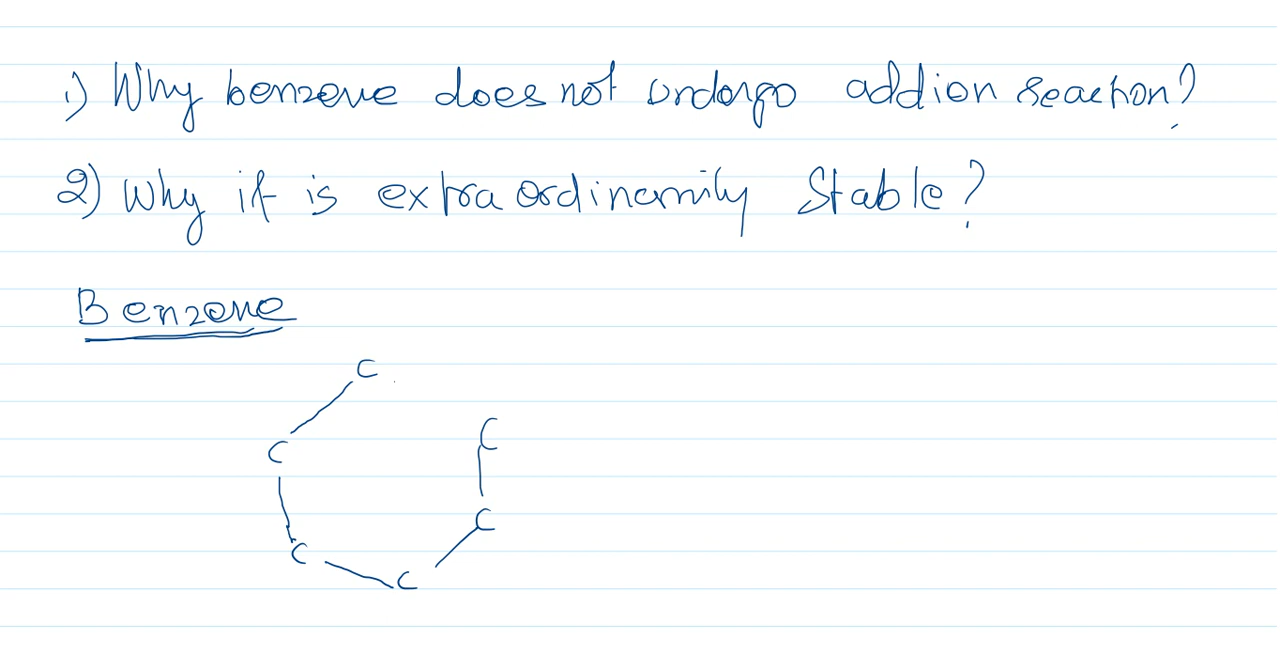 1) Why benzene does not undergo addion reaction?
2) Why it is extraordinarily Stable?
Benzene
C
C C
C
C
C